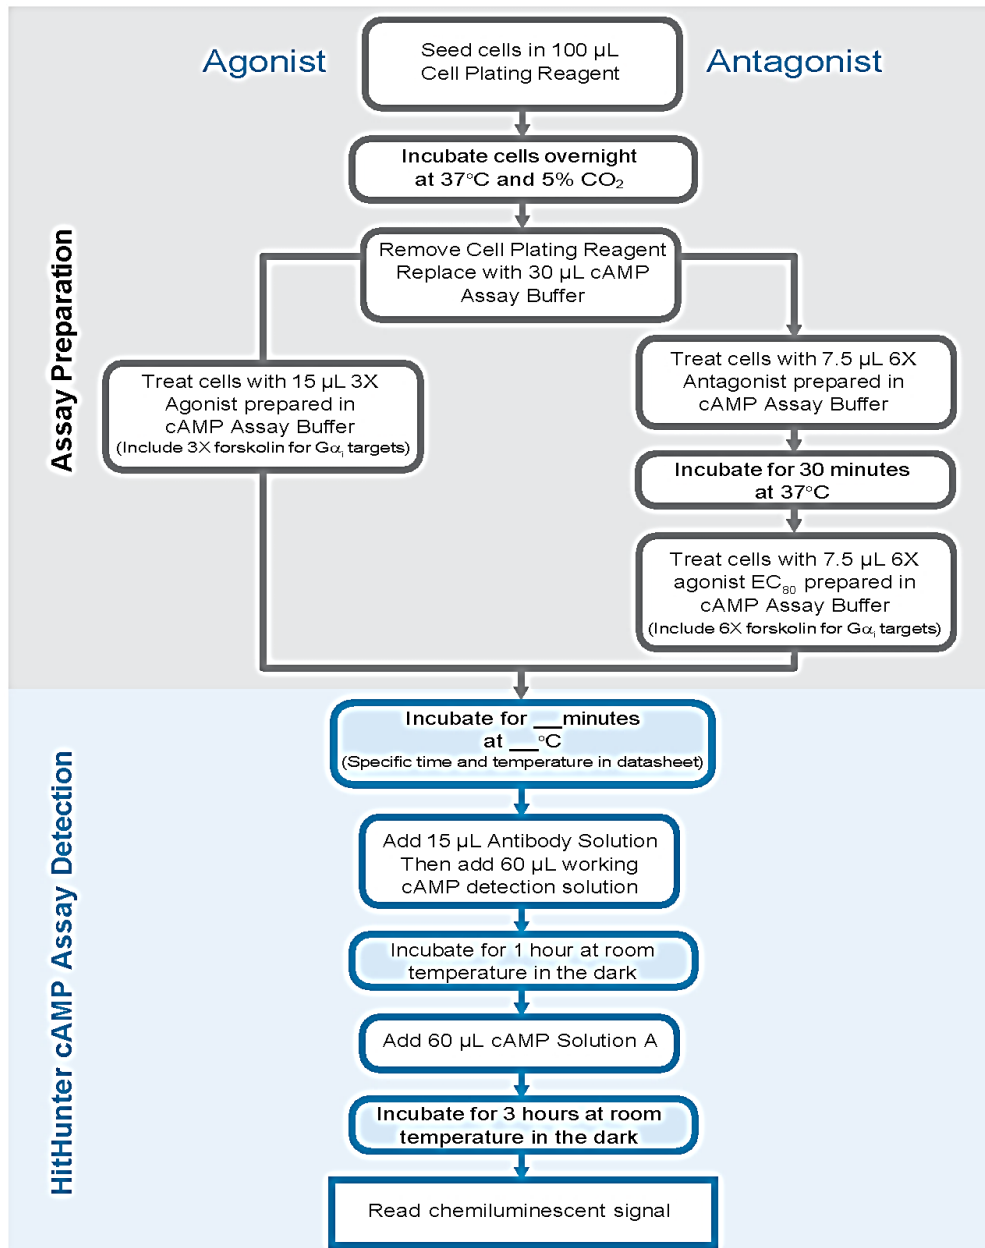 Agonist
Seed cells in 100 µL
Cell Plating Reagent
Antagonist
Incubate cells overnight
at 37°C and 5% CO₂
Remove Cell Plating Reagent
Replace with 30 µL cAMP
Assay Buffer
Assay Preparation
Treat cells with 15 µL 3X
Agonist prepared in
cAMP Assay Buffer
(Include 3X forskolin for Gαᵢ targets)
Treat cells with 7.5 µL 6X
Antagonist prepared in
cAMP Assay Buffer
Incubate for 30 minutes
at 37°C
Treat cells with 7.5 µL 6X
agonist EC₈₀ prepared in
cAMP Assay Buffer
(Include 6X forskolin for Gαᵢ targets)
HitHunter cAMP Assay Detection
Incubate for __minutes
at __°C
(Specific time and temperature in datasheet)
Add 15 µL Antibody Solution
Then add 60 µL working
cAMP detection solution
Incubate for 1 hour at room
temperature in the dark
Add 60 µL cAMP Solution A
Incubate for 3 hours at room
temperature in the dark
Read chemiluminescent signal